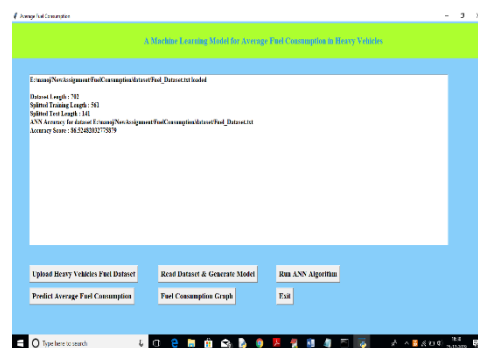 Average Fuel Consumption
A Machine Learning Model for Average Fuel Consumption in Heavy Vehicles
E:/manoj/NewAssignment/FuelConsumption/dataset/Fuel_Dataset.txt loaded
Dataset Length : 702
Splitted Training Length : 561
Splitted Test Length : 141
ANN Accuracy for dataset E:/manoj/NewAssignment/FuelConsumption/dataset/Fuel_Dataset.txt
Accuracy Score : 86.52482032775879
Upload Heavy Vehicles Fuel Dataset
Read Dataset & Generate Model
Run ANN Algorithm
Predict Average Fuel Consumption
Fuel Consumption Graph
Exit
Type here to search